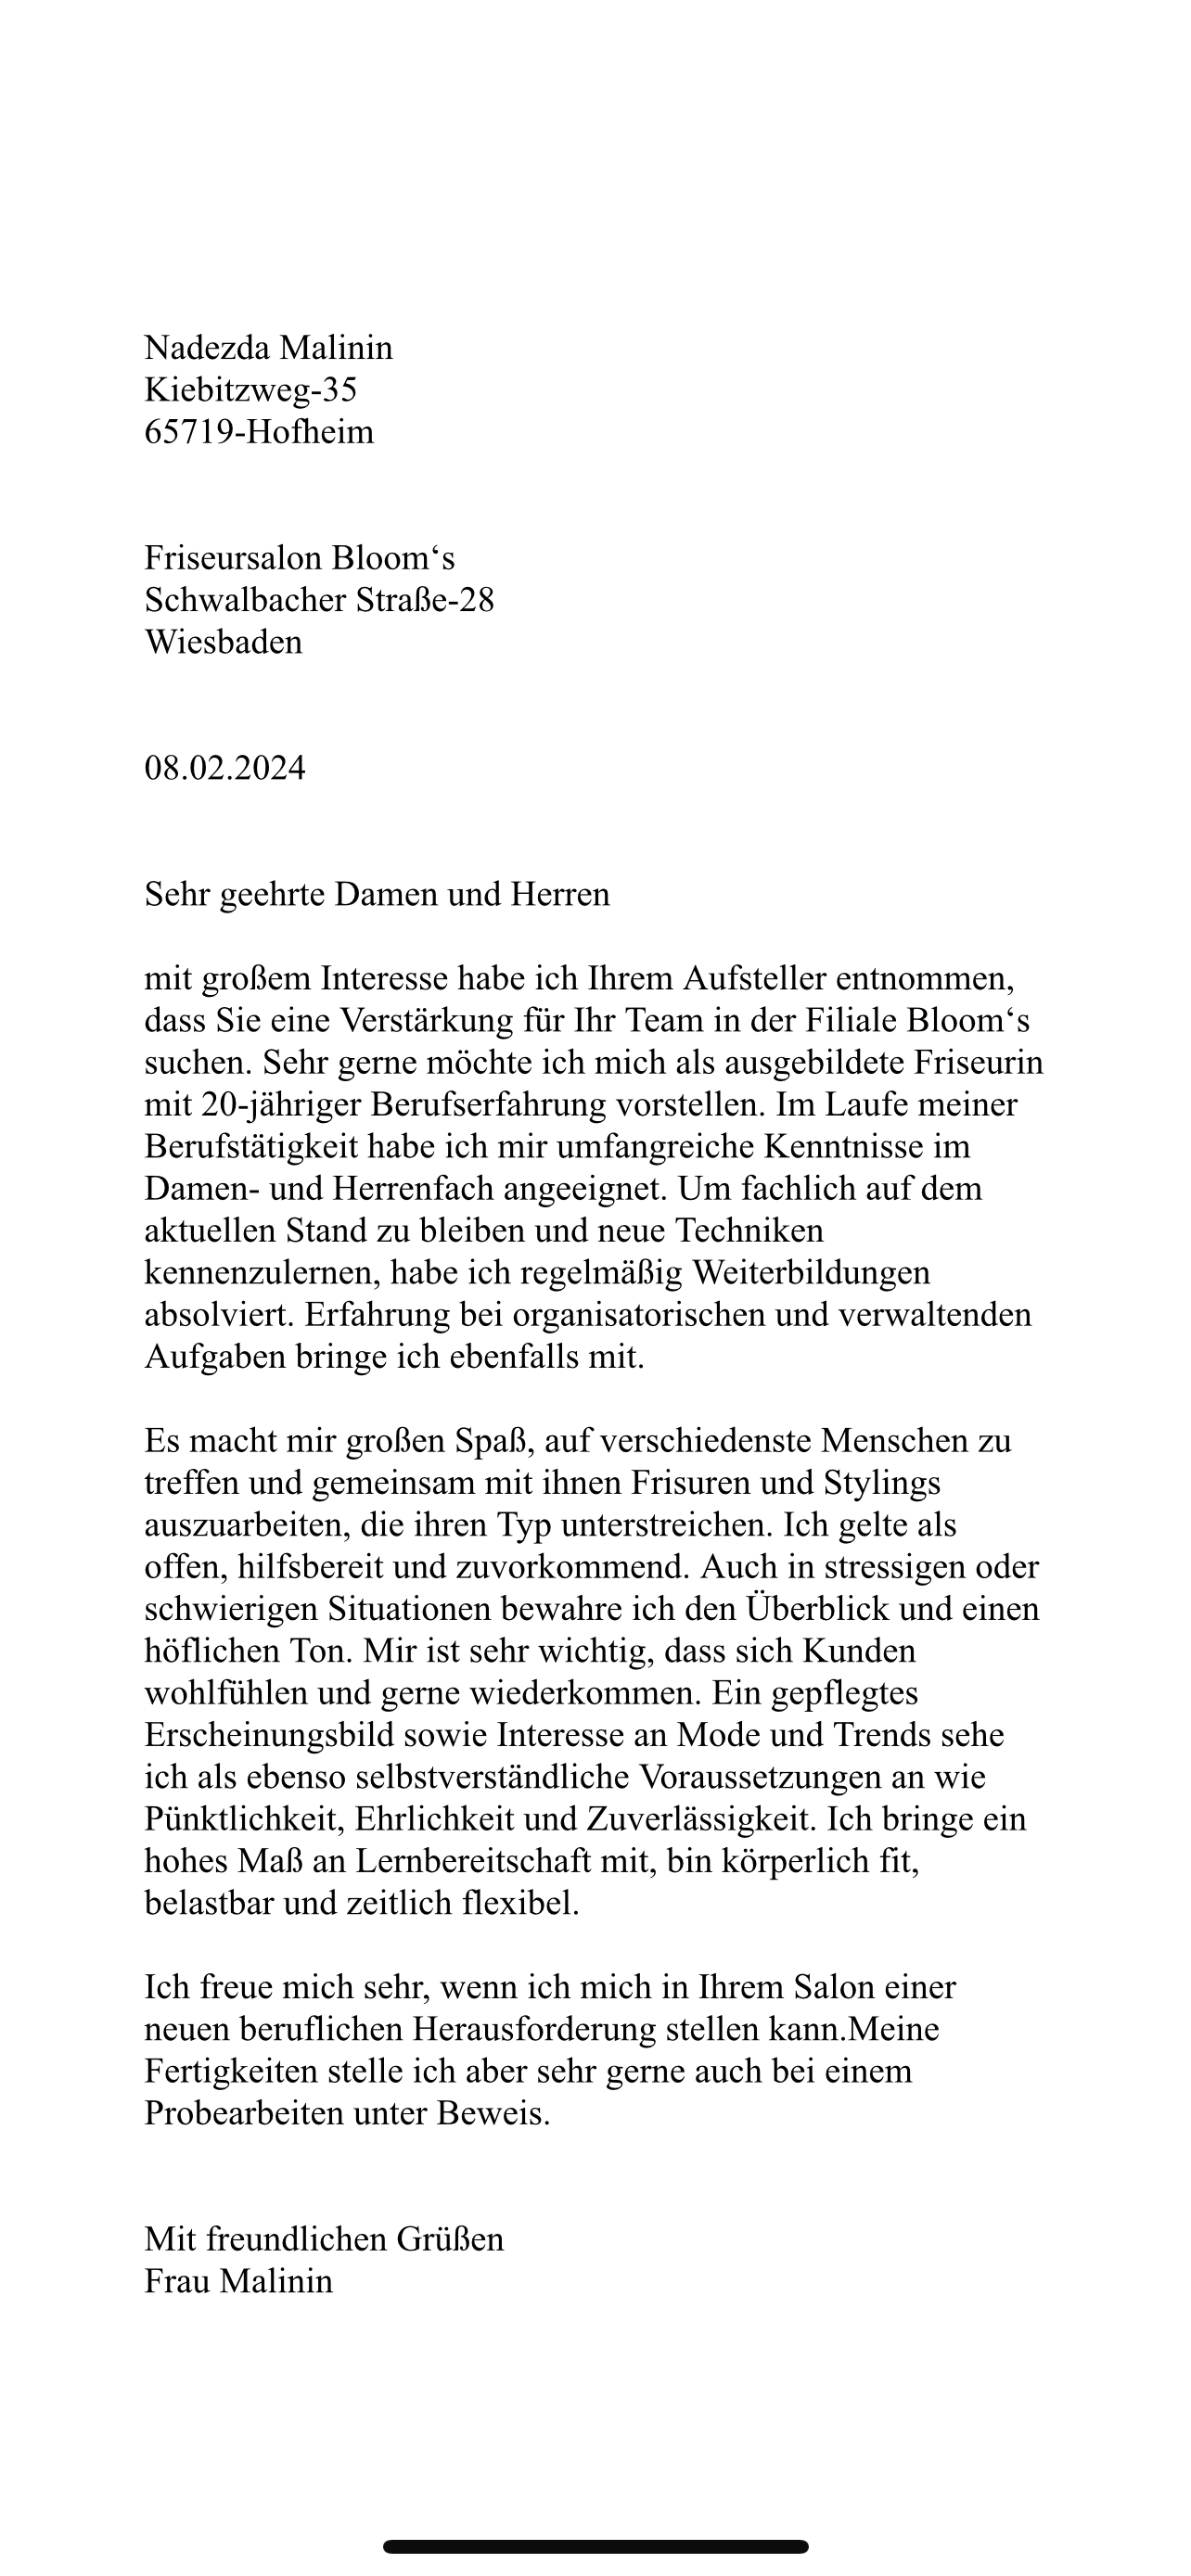 Nadezda Malinin
Kiebitzweg-35
65719-Hofheim
Friseursalon Bloom‘s
Schwalbacher Straße-28
Wiesbaden
08.02.2024
Sehr geehrte Damen und Herren
mit großem Interesse habe ich Ihrem Aufsteller entnommen,
dass Sie eine Verstärkung für Ihr Team in der Filiale Bloom‘s
suchen. Sehr gerne möchte ich mich als ausgebildete Friseurin
mit 20-jähriger Berufserfahrung vorstellen. Im Laufe meiner
Berufstätigkeit habe ich mir umfangreiche Kenntnisse im
Damen- und Herrenfach angeeignet. Um fachlich auf dem
aktuellen Stand zu bleiben und neue Techniken
kennenzulernen, habe ich regelmäßig Weiterbildungen
absolviert. Erfahrung bei organisatorischen und verwaltenden
Aufgaben bringe ich ebenfalls mit.
Es macht mir großen Spaß, auf verschiedenste Menschen zu
treffen und gemeinsam mit ihnen Frisuren und Stylings
auszuarbeiten, die ihren Typ unterstreichen. Ich gelte als
offen, hilfsbereit und zuvorkommend. Auch in stressigen oder
schwierigen Situationen bewahre ich den Überblick und einen
höflichen Ton. Mir ist sehr wichtig, dass sich Kunden
wohlfühlen und gerne wiederkommen. Ein gepflegtes
Erscheinungsbild sowie Interesse an Mode und Trends sehe
ich als ebenso selbstverständliche Voraussetzungen an wie
Pünktlichkeit, Ehrlichkeit und Zuverlässigkeit. Ich bringe ein
hohes Maß an Lernbereitschaft mit, bin körperlich fit,
belastbar und zeitlich flexibel.
Ich freue mich sehr, wenn ich mich in Ihrem Salon einer
neuen beruflichen Herausforderung stellen kann.Meine
Fertigkeiten stelle ich aber sehr gerne auch bei einem
Probearbeiten unter Beweis.
Mit freundlichen Grüßen
Frau Malinin